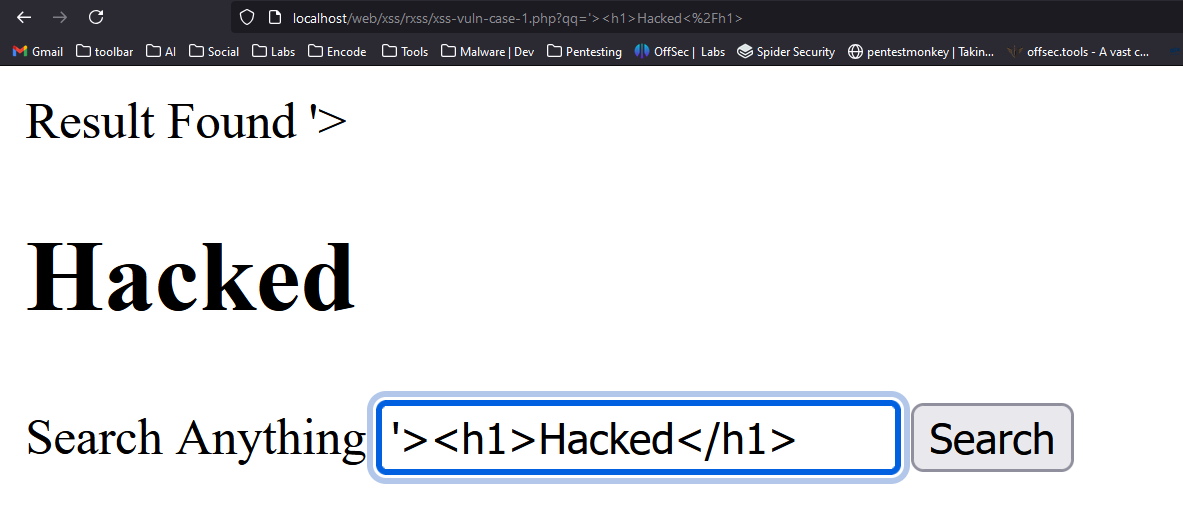 localhost/web/xss/rxss/xss-vuln-case-1.php?qq='><h1>Hacked<%2Fh1>
Gmail toolbar AI Social Labs Encode Tools Malware | Dev Pentesting OffSec | Labs Spider Security pentestmonkey | Takin... offsec.tools - A vast c...
Result Found '>
Hacked
Search Anything '><h1>Hacked</h1> Search